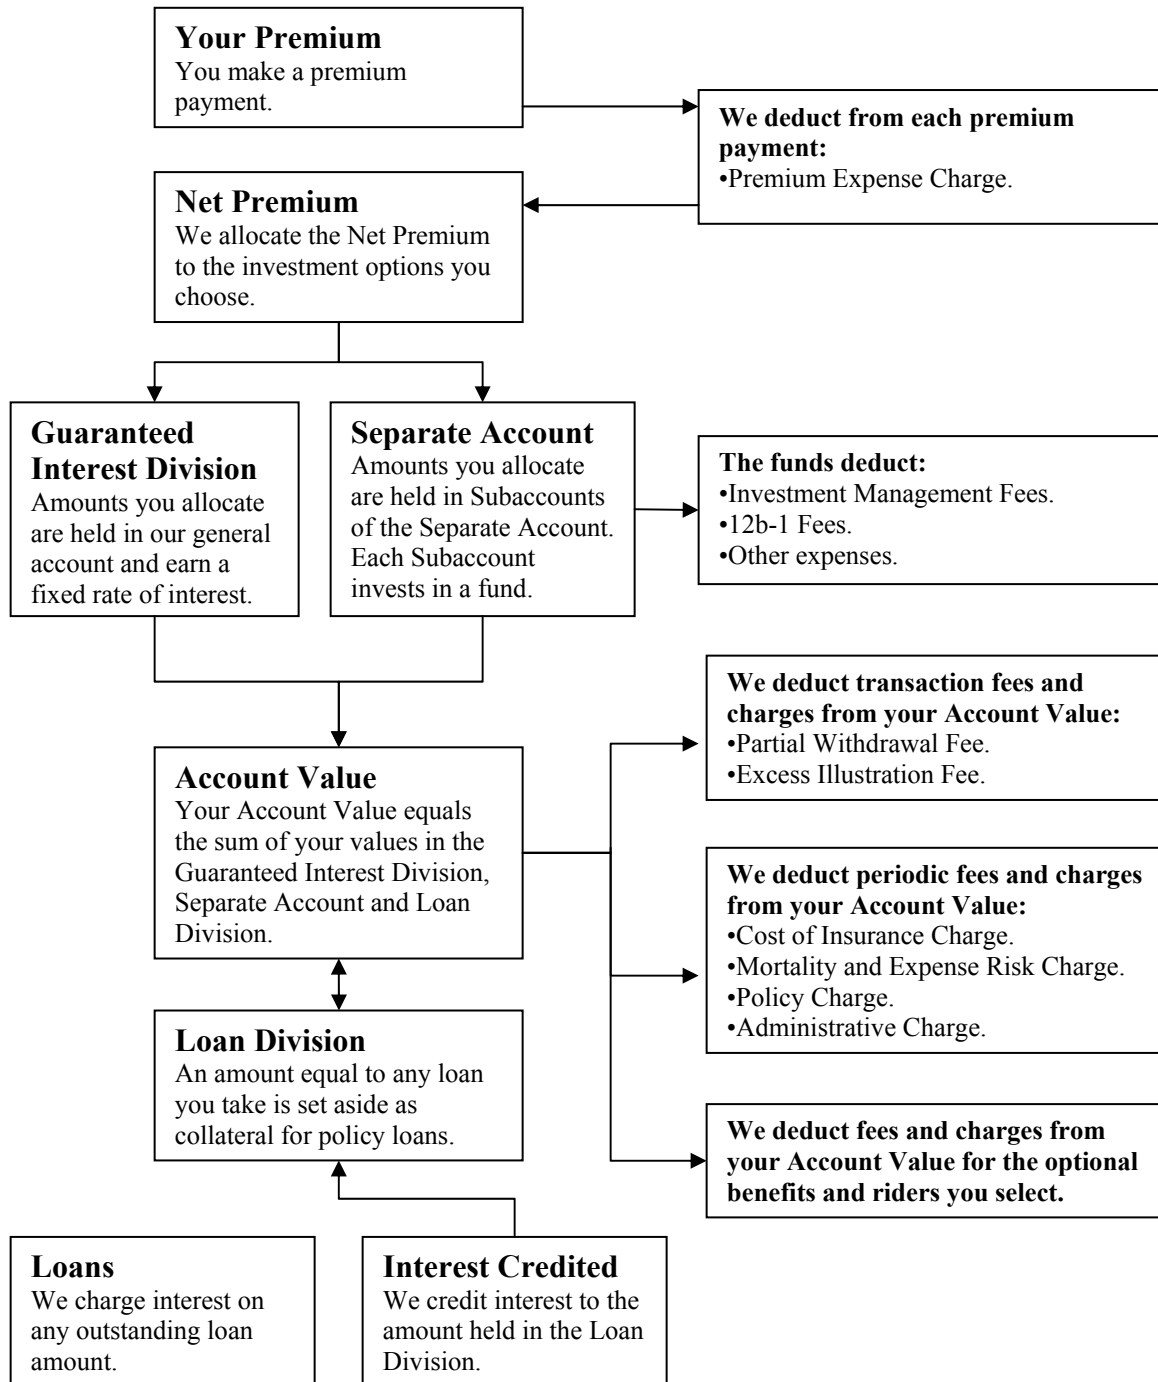 Your Premium
You make a premium
payment.
We deduct from each premium
payment:
•Premium Expense Charge.
Net Premium
We allocate the Net Premium
to the investment options you
choose.
Guaranteed
Interest Division
Amounts you allocate
are held in our general
account and earn a
fixed rate of interest.
Separate Account
Amounts you allocate
are held in Subaccounts
of the Separate Account.
Each Subaccount
invests in a fund.
The funds deduct:
•Investment Management Fees.
•12b-1 Fees.
•Other expenses.
We deduct transaction fees and
charges from your Account Value:
•Partial Withdrawal Fee.
•Excess Illustration Fee.
Account Value
Your Account Value equals
the sum of your values in the
Guaranteed Interest Division,
Separate Account and Loan
Division.
We deduct periodic fees and charges
from your Account Value:
•Cost of Insurance Charge.
•Mortality and Expense Risk Charge.
•Policy Charge.
•Administrative Charge.
Loan Division
An amount equal to any loan
you take is set aside as
collateral for policy loans.
We deduct fees and charges from
your Account Value for the optional
benefits and riders you select.
Loans
We charge interest on
any outstanding loan
amount.
Interest Credited
We credit interest to the
amount held in the Loan
Division.